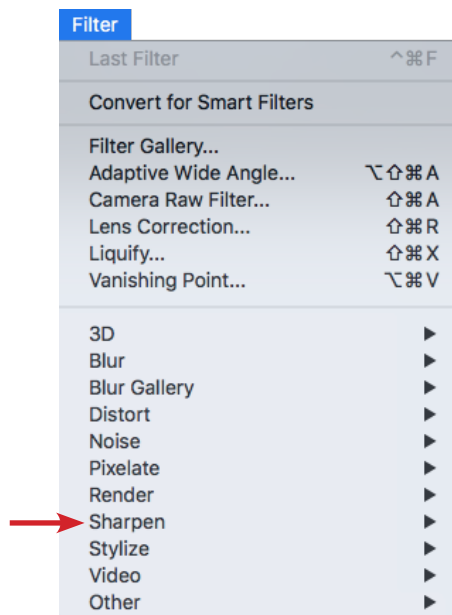 Filter
Last Filter ^⌘F
Convert for Smart Filters
Filter Gallery...
Adaptive Wide Angle... ⌥⇧⌘A
Camera Raw Filter... ⇧⌘A
Lens Correction... ⇧⌘R
Liquify... ⇧⌘X
Vanishing Point... ⌥⌘V
3D
Blur
Blur Gallery
Distort
Noise
Pixelate
Render
Sharpen
Stylize
Video
Other